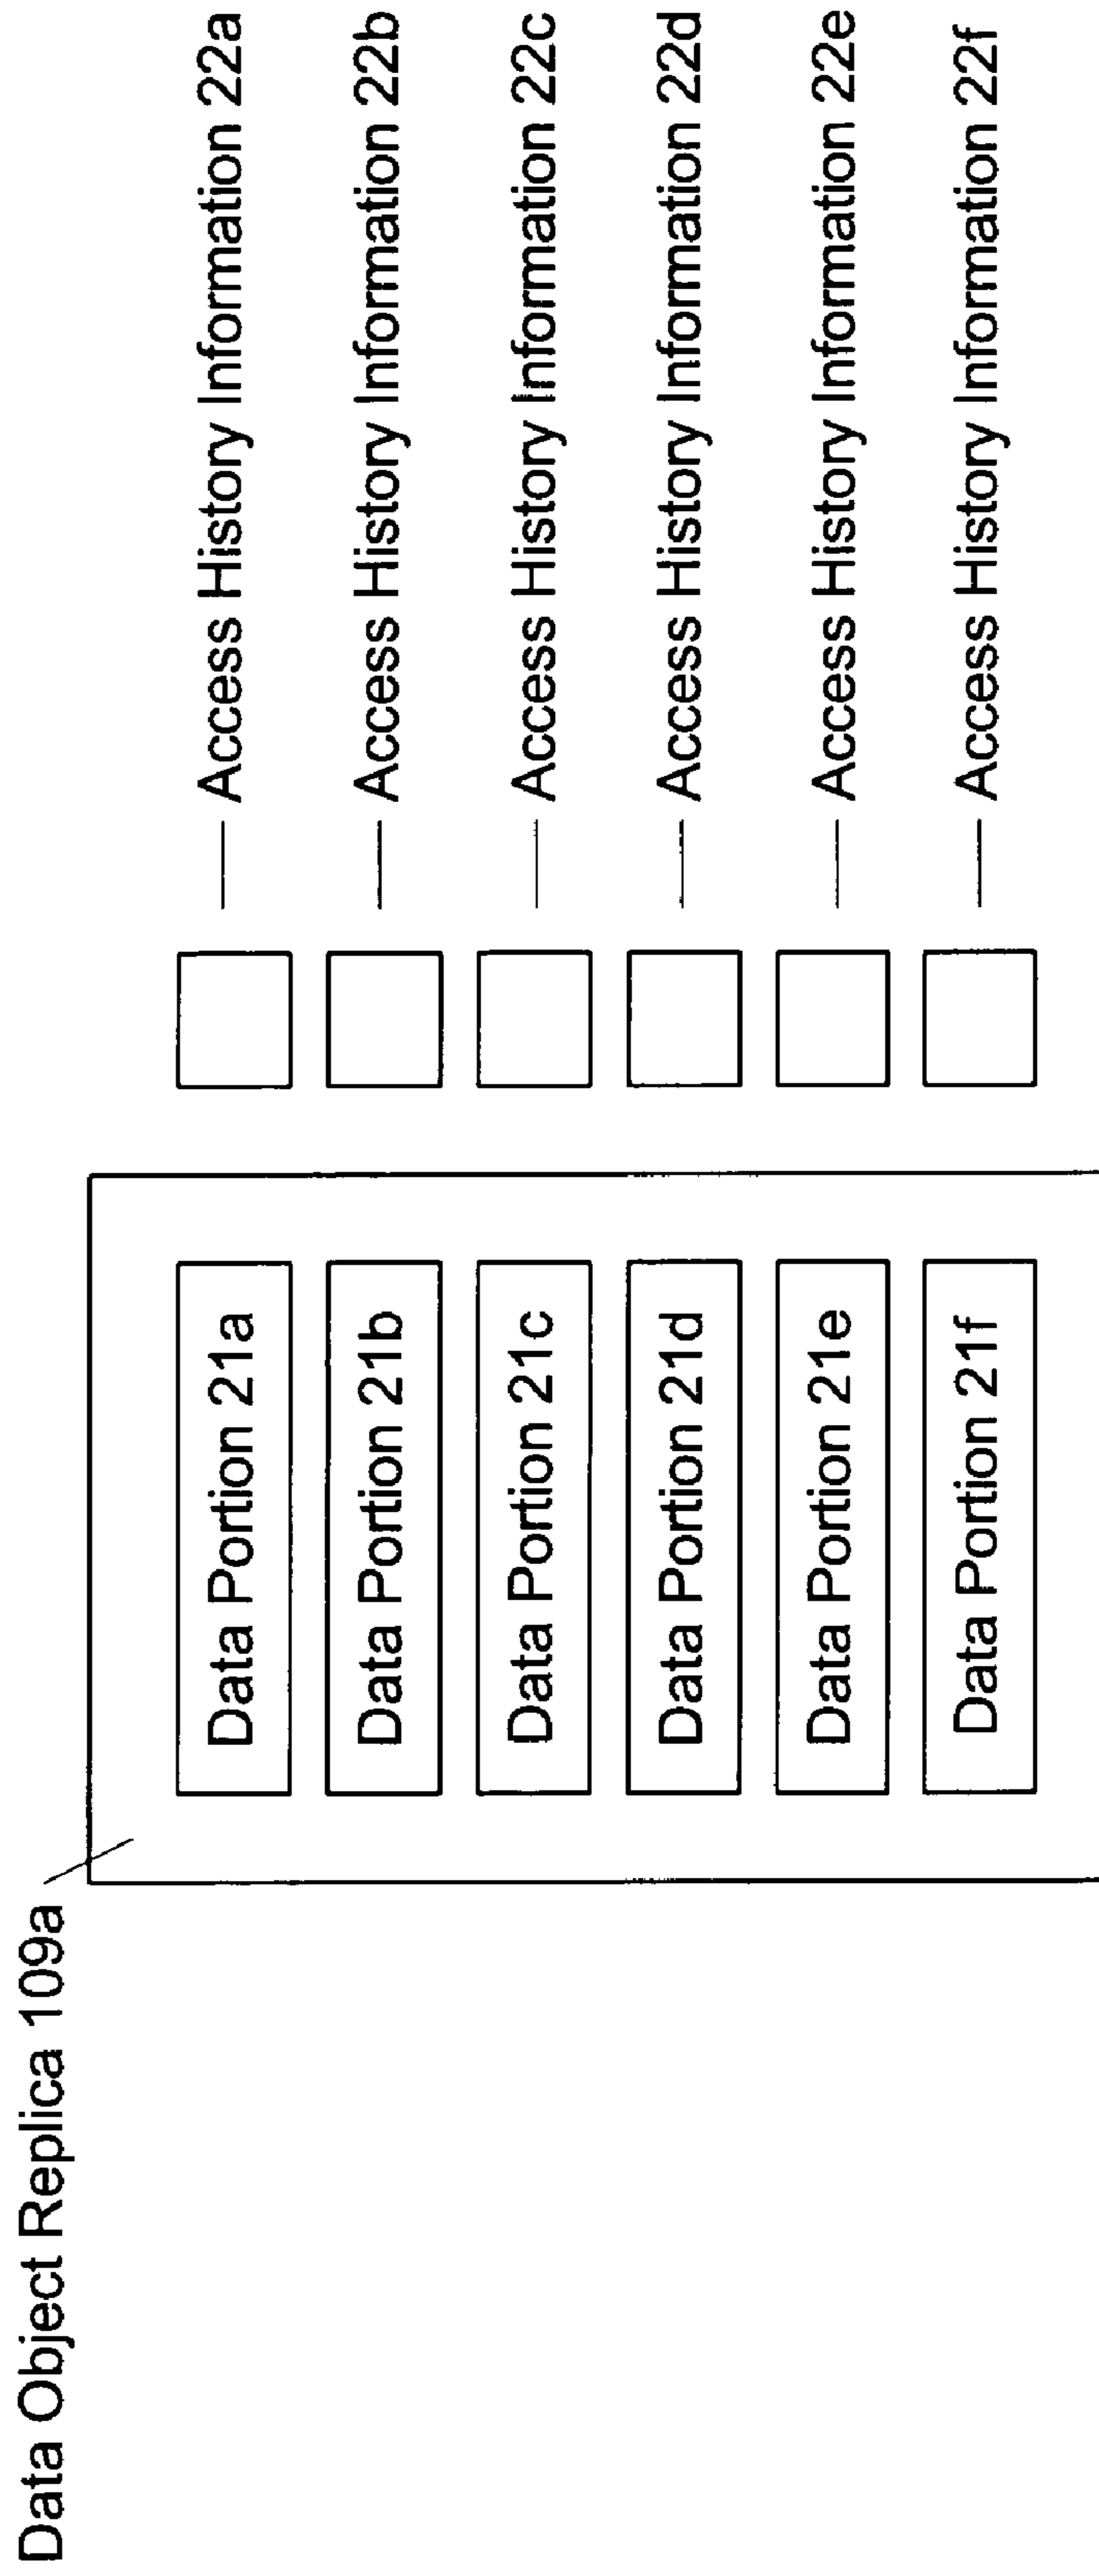 Data Object Replica 109a
Data Portion 21a
Access History Information 22a
Data Portion 21b
Access History Information 22b
Data Portion 21c
Access History Information 22c
Data Portion 21d
Access History Information 22d
Data Portion 21e
Access History Information 22e
Data Portion 21f
Access History Information 22f